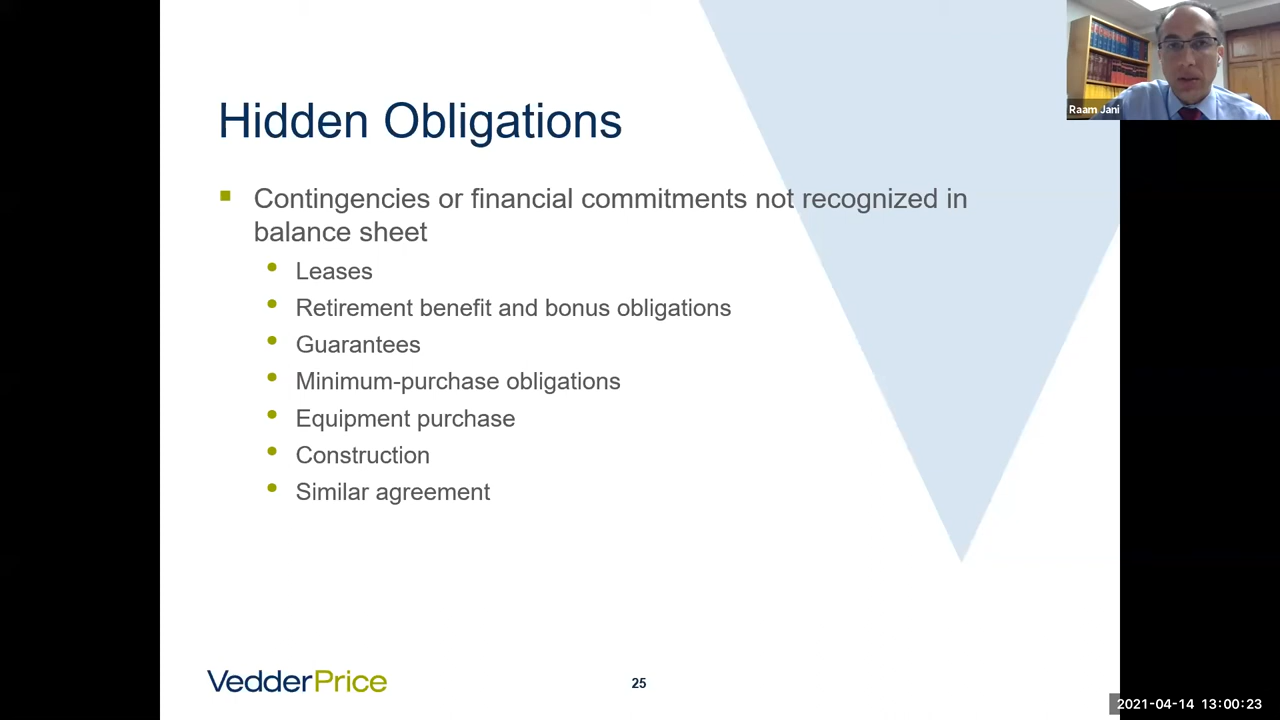 Raam Jani
Hidden Obligations
Contingencies or financial commitments not recognized in
balance sheet
Leases
Retirement benefit and bonus obligations
Guarantees
Minimum-purchase obligations
Equipment purchase
Construction
Similar agreement
VedderPrice
25
2021-04-14 13:00:23